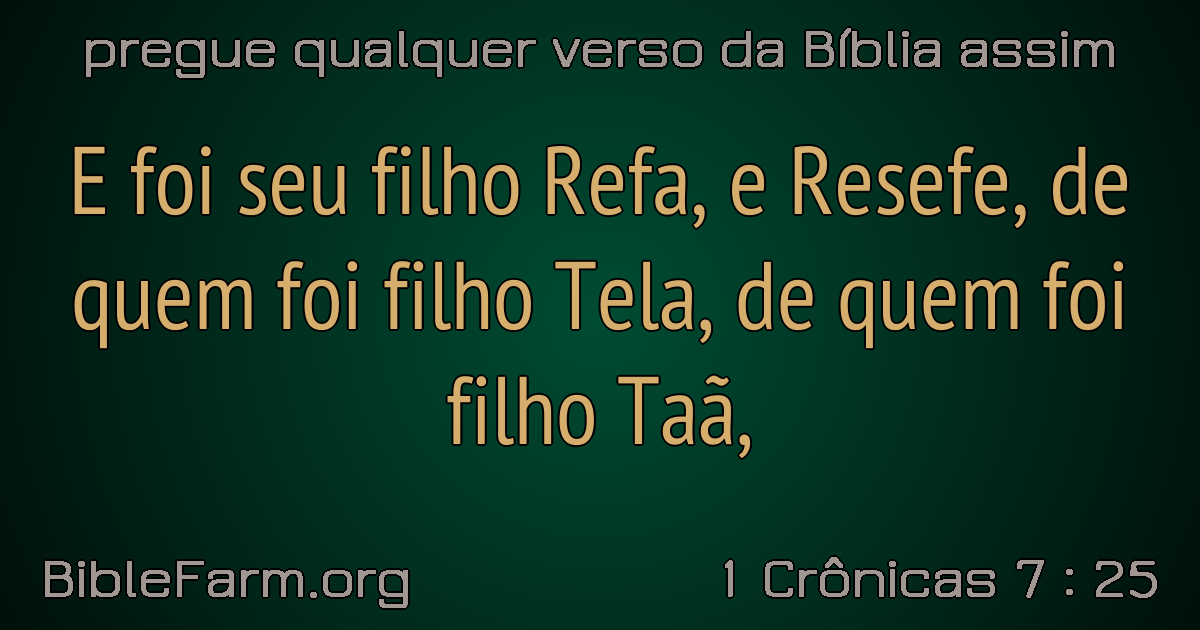 pregue qualquer verso da Bíblia assim
E foi seu filho Refa, e Resefe, de
quem foi filho Tela, de quem foi
filho Taã,
BibleFarm.org
1 Crônicas 7 : 25